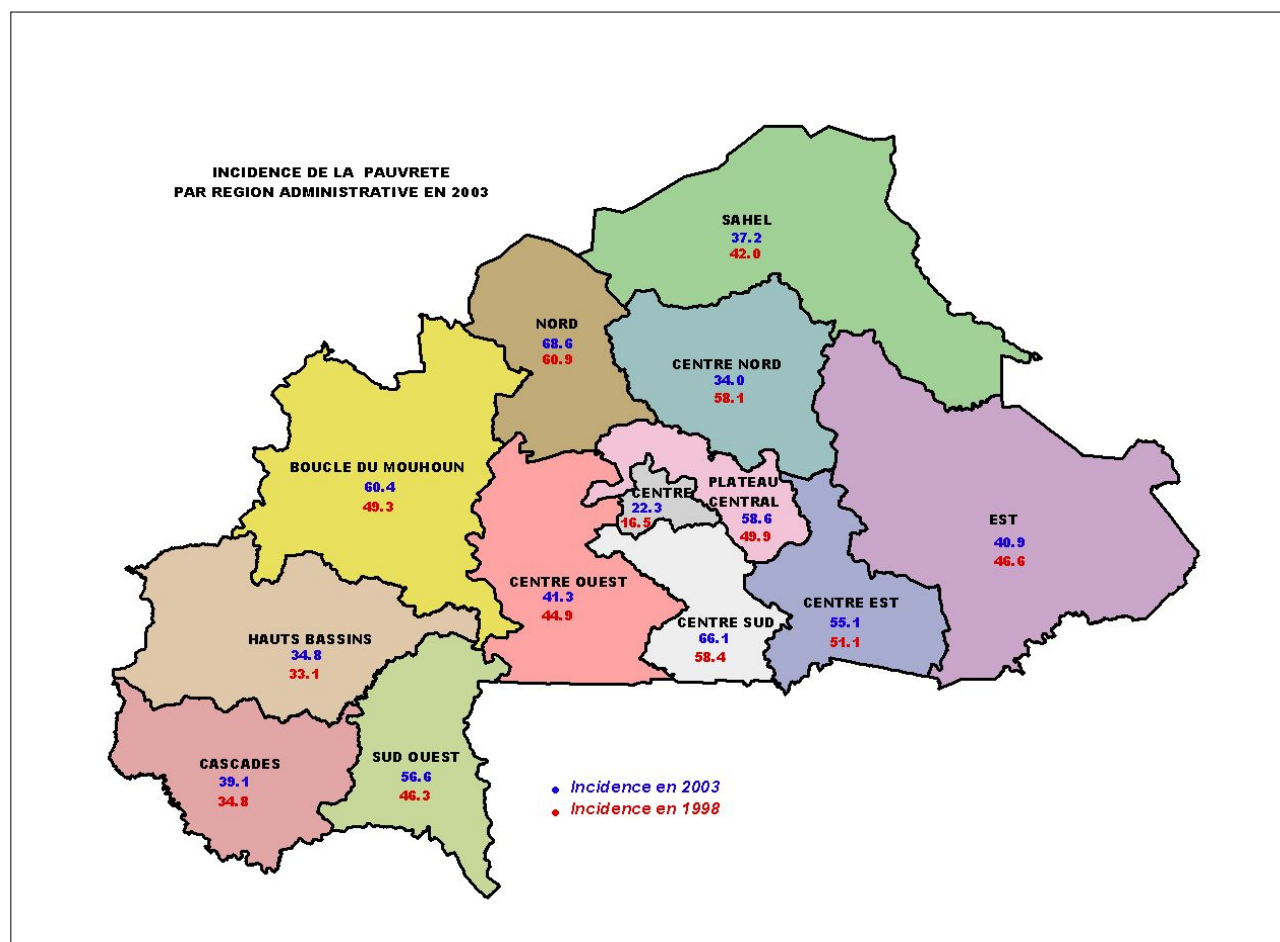 INCIDENCE DE LA PAUVRETE
PAR REGION ADMINISTRATIVE EN 2003
SAHEL
37.2
42.0
NORD
68.6
60.9
CENTRE NORD
34.0
58.1
BOUCLE DU MOUHOUN
60.4
49.3
CENTRE
22.3
16.5
PLATEAU
CENTRAL
58.6
49.9
EST
40.9
46.6
CENTRE OUEST
41.3
44.9
CENTRE SUD
66.1
58.4
CENTRE EST
55.1
51.1
HAUTS BASSINS
34.8
33.1
CASCADES
39.1
34.8
SUD OUEST
56.6
46.3
Incidence en 2003
Incidence en 1998